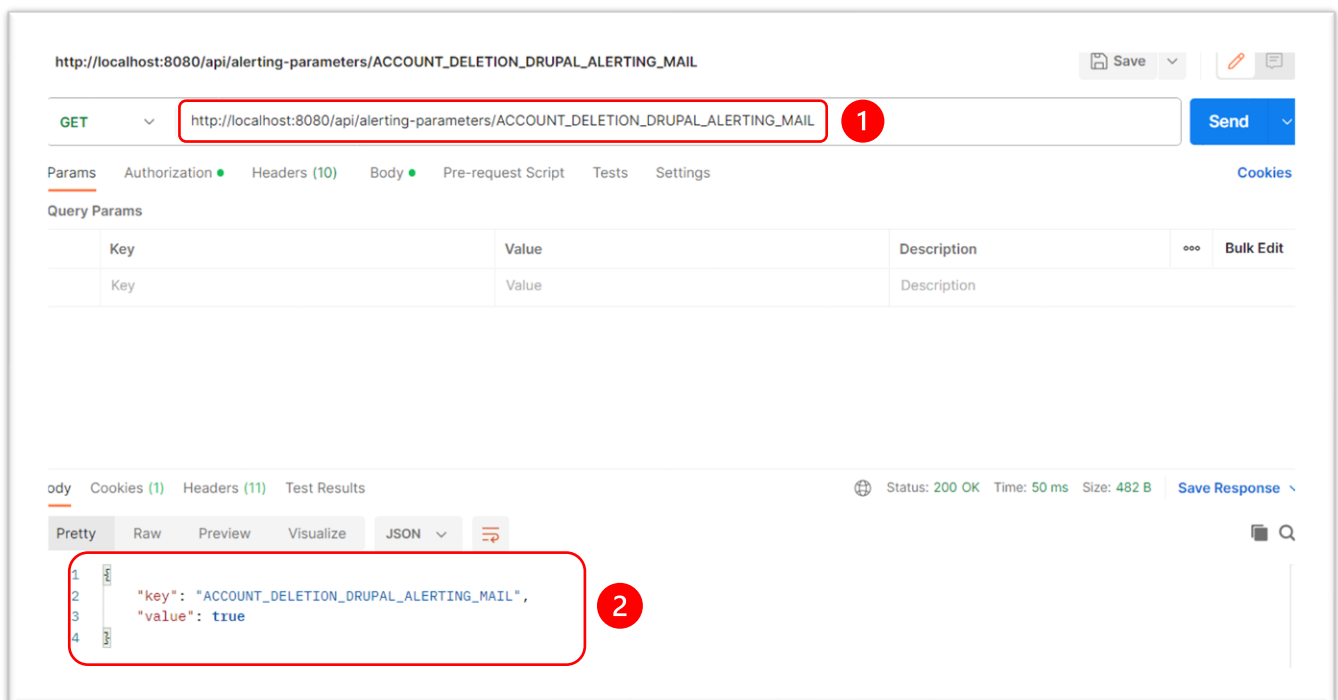 http://localhost:8080/api/alerting-parameters/ACCOUNT_DELETION_DRUPAL_ALERTING_MAIL
Save
GET
http://localhost:8080/api/alerting-parameters/ACCOUNT_DELETION_DRUPAL_ALERTING_MAIL
1
Send
Params Authorization Headers (10) Body Pre-request Script Tests Settings Cookies
Query Params
Key Value Description ooo Bulk Edit
Key Value Description
ody Cookies (1) Headers (11) Test Results Status: 200 OK Time: 50 ms Size: 482 B Save Response
Pretty Raw Preview Visualize JSON
1 {
2 "key": "ACCOUNT_DELETION_DRUPAL_ALERTING_MAIL",
3 "value": true
4 }
2